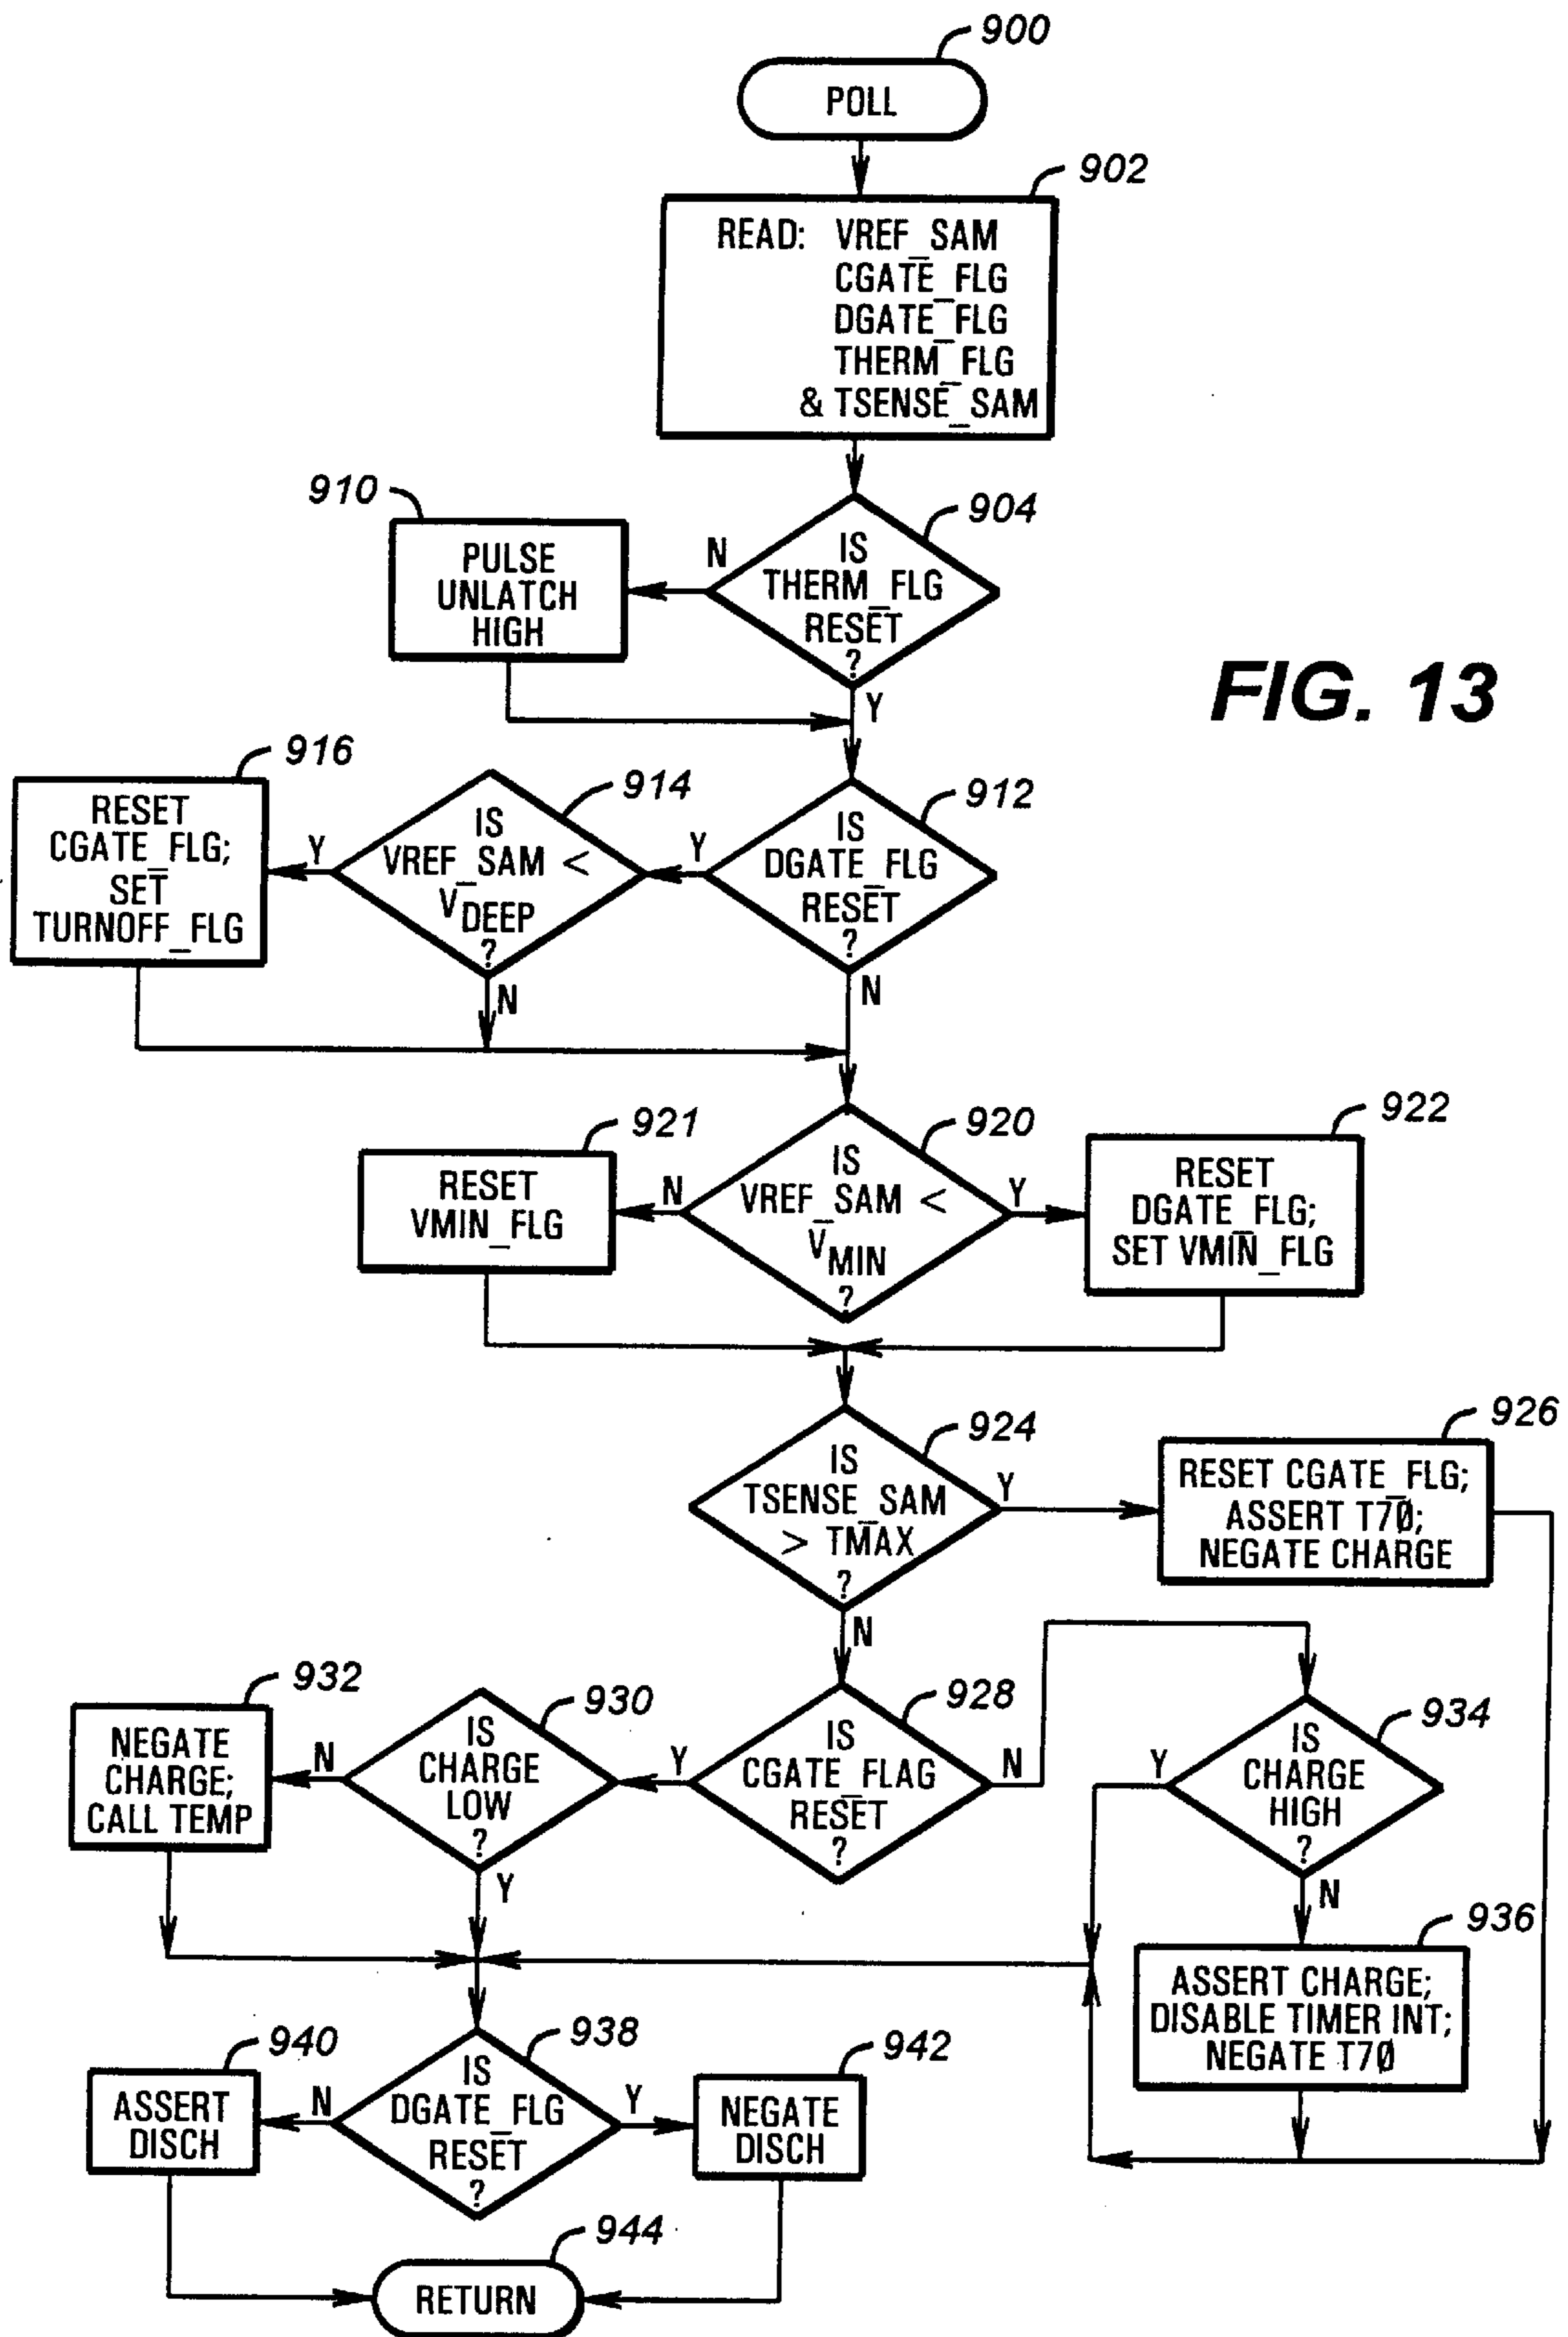 900
POLL
902
READ: VREF_SAM
CGATE_FLG
DGATE_FLG
THERM_FLG
& TSENSE_SAM
910
PULSE
UNLATCH
HIGH
904
N
IS
THERM_FLG
RESET
?
Y
FIG. 13
916
RESET
CGATE_FLG;
SET
TURNOFF_FLG
914
Y
IS
VREF_SAM <
VDEEP
?
N
912
Y
IS
DGATE_FLG
RESET
?
N
921
RESET
VMIN_FLG
920
N
IS
VREF_SAM <
VMIN
?
Y
922
RESET
DGATE_FLG;
SET VMIN_FLG
924
IS
TSENSE_SAM
> TMAX
?
Y
N
926
RESET CGATE_FLG;
ASSERT T70;
NEGATE CHARGE
932
NEGATE
CHARGE;
CALL TEMP
930
N
IS
CHARGE
LOW
?
Y
928
Y
IS
CGATE_FLAG
RESET
?
N
934
Y
IS
CHARGE
HIGH
?
N
936
ASSERT CHARGE;
DISABLE TIMER INT;
NEGATE T70
940
ASSERT
DISCH
938
N
IS
DGATE_FLG
RESET
?
Y
942
NEGATE
DISCH
944
RETURN